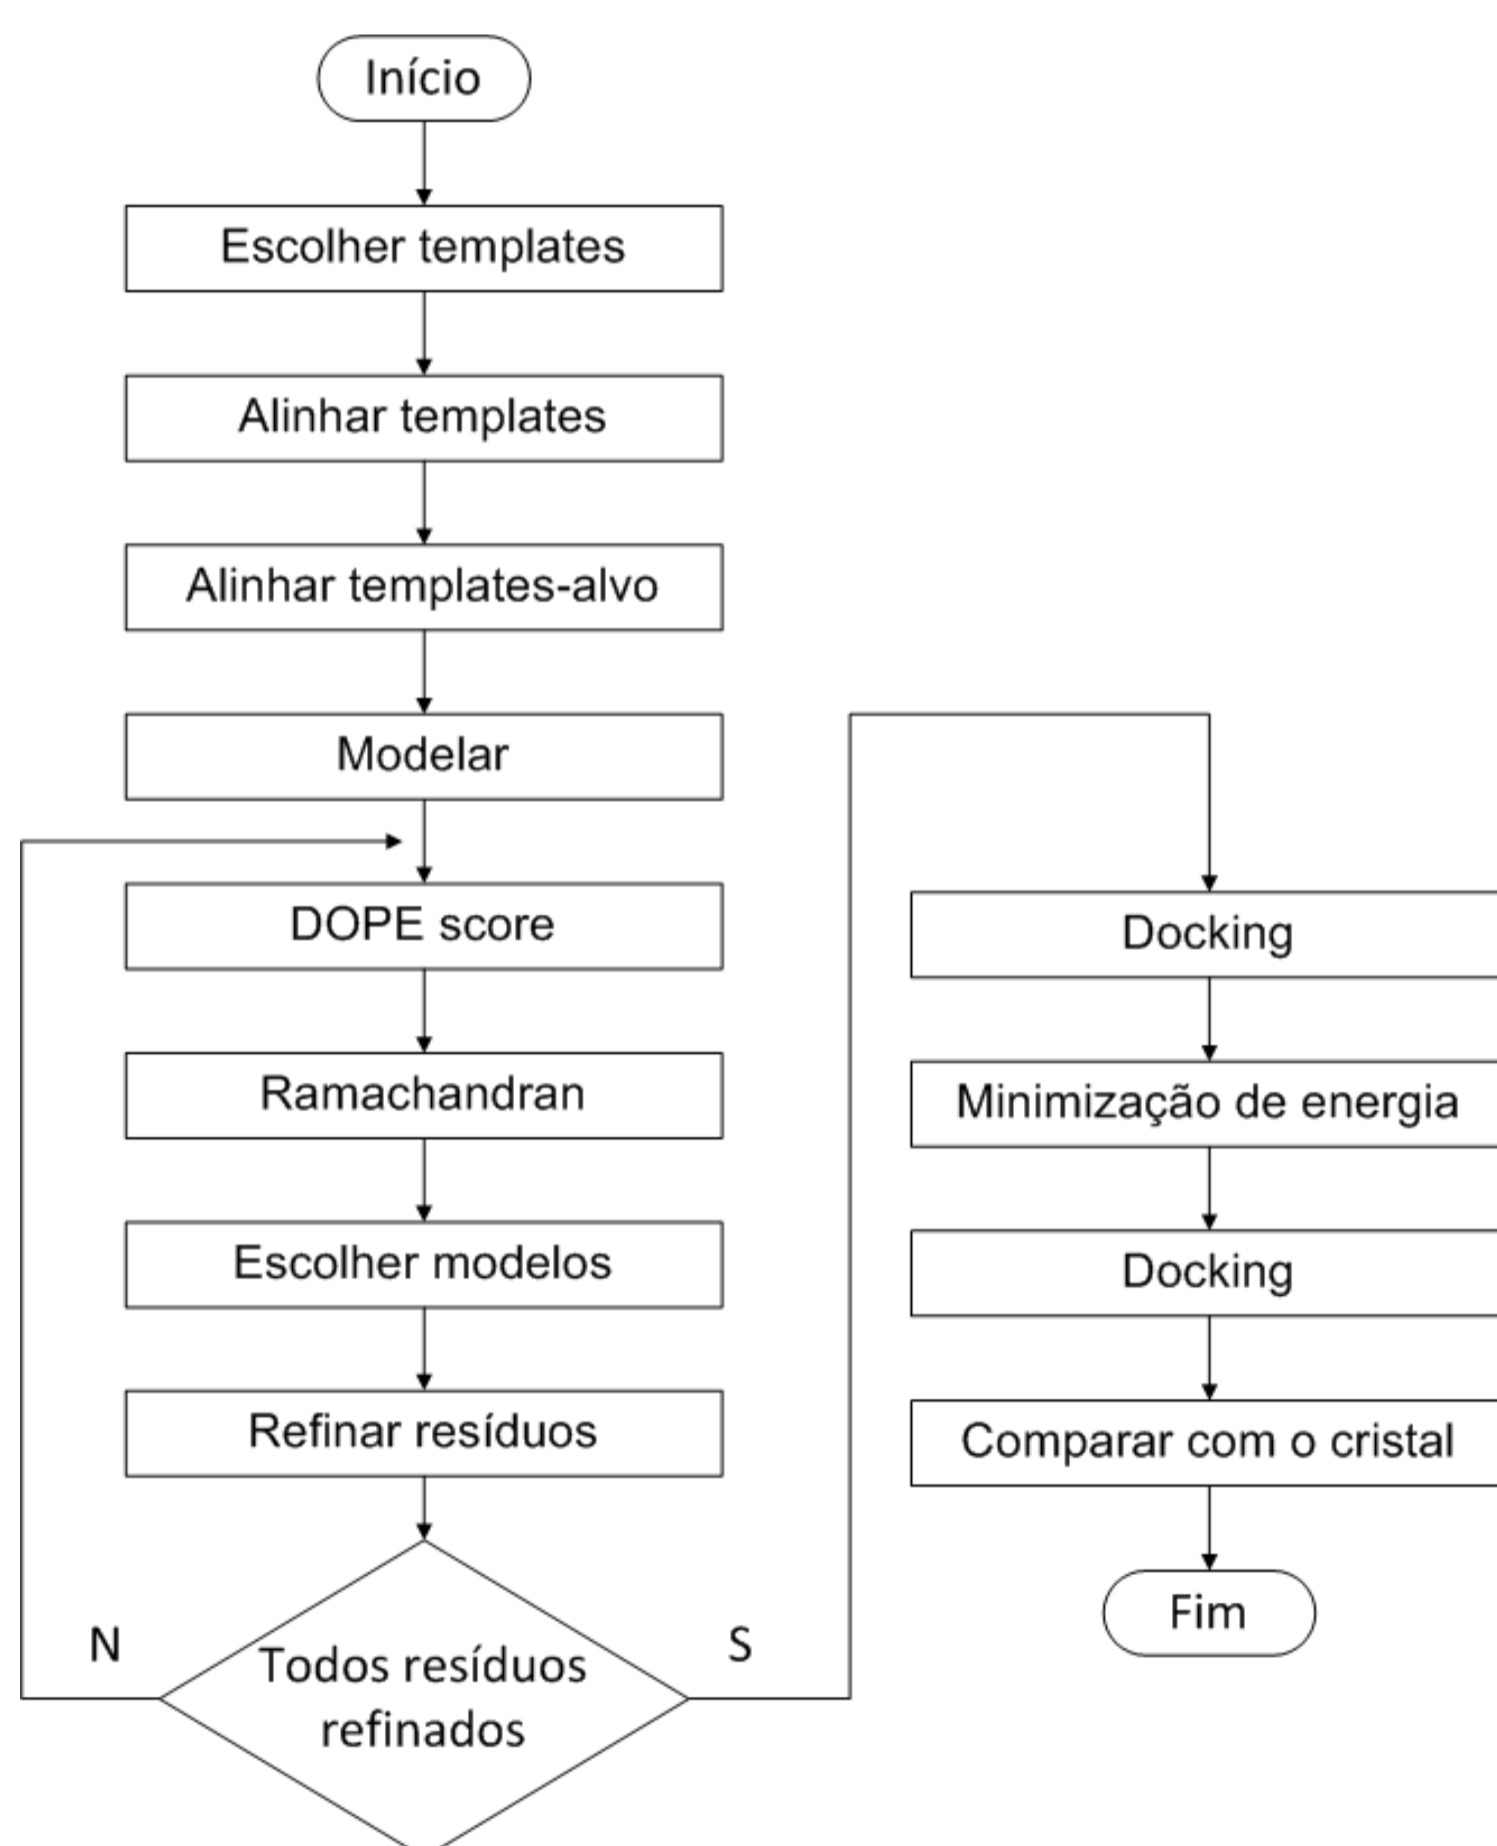 Início
Escolher templates
Alinhar templates
Alinhar templates-alvo
Modelar
DOPE score
Ramachandran
Escolher modelos
Refinar resíduos
N
Todos resíduos
refinados
S
Docking
Minimização de energia
Docking
Comparar com o cristal
Fim